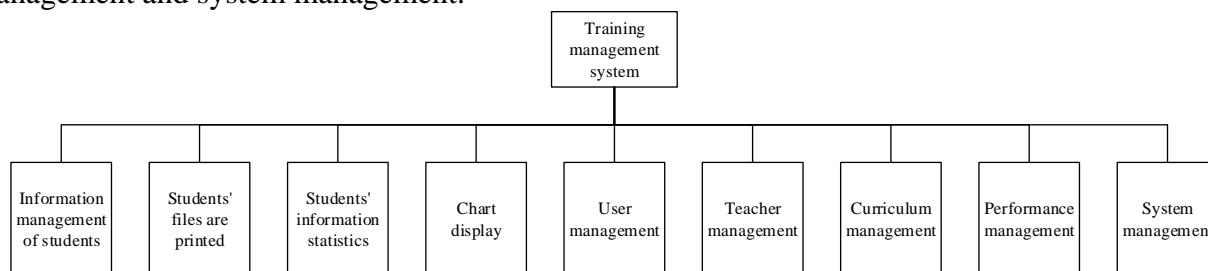 anagement and system management.
Training
management
system
Information
management
of students
Students'
files are
printed
Students'
information
statistics
Chart
display
User
management
Teacher
management
Curriculum
management
Performance
management
System
management